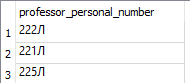 professor_personal_number
1 222Л
2 221Л
3 225Л